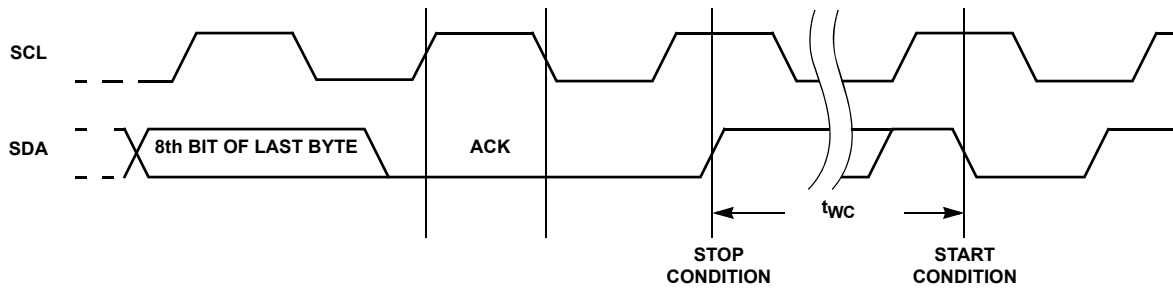 SCL
SDA
8th BIT OF LAST BYTE
ACK
tWC
STOP
CONDITION
START
CONDITION